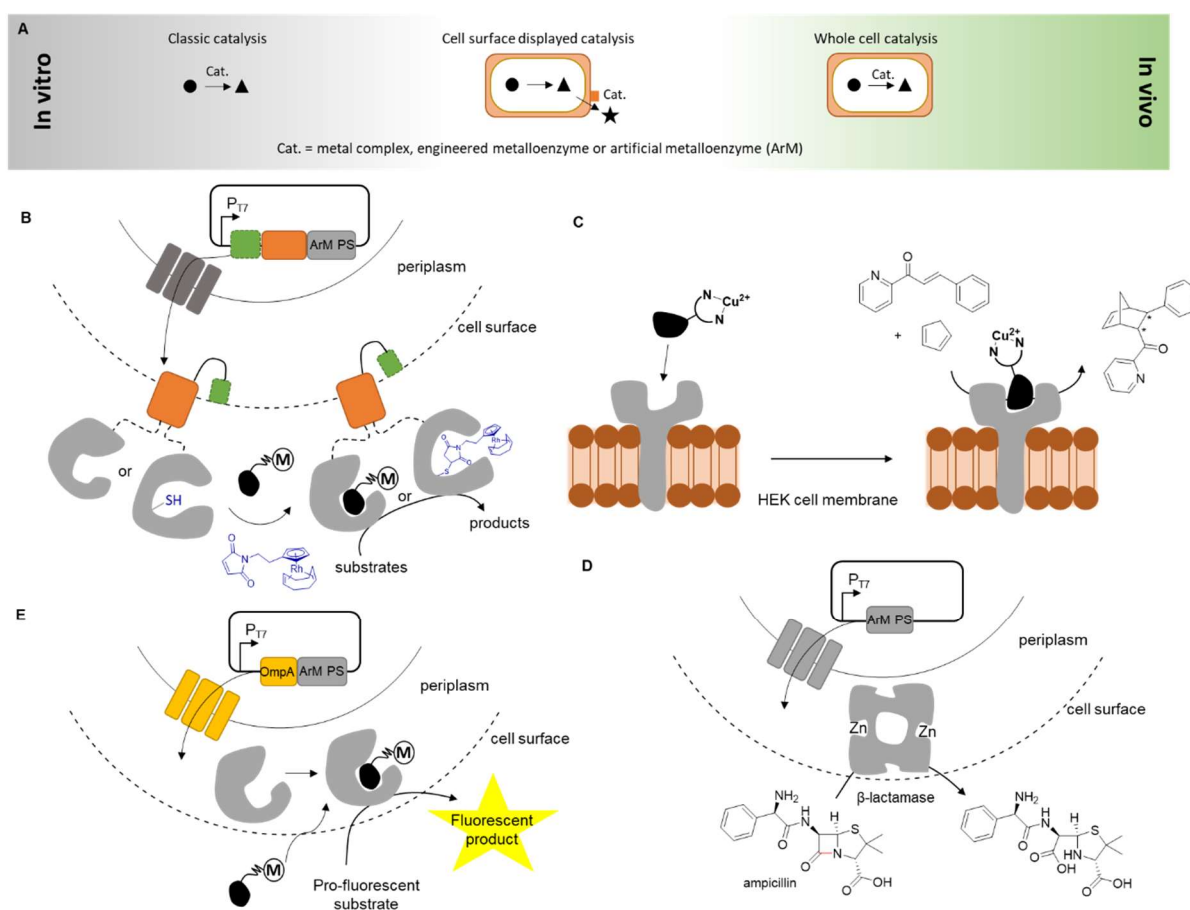 A
In vitro
Classic catalysis
Cat.
Cell surface displayed catalysis
Cat.
Whole cell catalysis
Cat.
In vivo
Cat. = metal complex, engineered metalloenzyme or artificial metalloenzyme (ArM)
B
PT7
ArM PS
periplasm
cell surface
or
SH
M
N
O
O
Rh
M
or
O
N
O
S
Rh
substrates
products
C
N
N
Cu2+
HEK cell membrane
O
N
+
Cu2+
N
N
*
*
O
N
D
PT7
ArM PS
periplasm
cell surface
Zn
Zn
β-lactamase
NH2
H
N
O
H
S
N
O
O
OH
ampicillin
NH2
H
N
O
H
S
O
OH
HN
O
OH
E
PT7
OmpA
ArM PS
periplasm
cell surface
M
M
Fluorescent
product
Pro-fluorescent
substrate